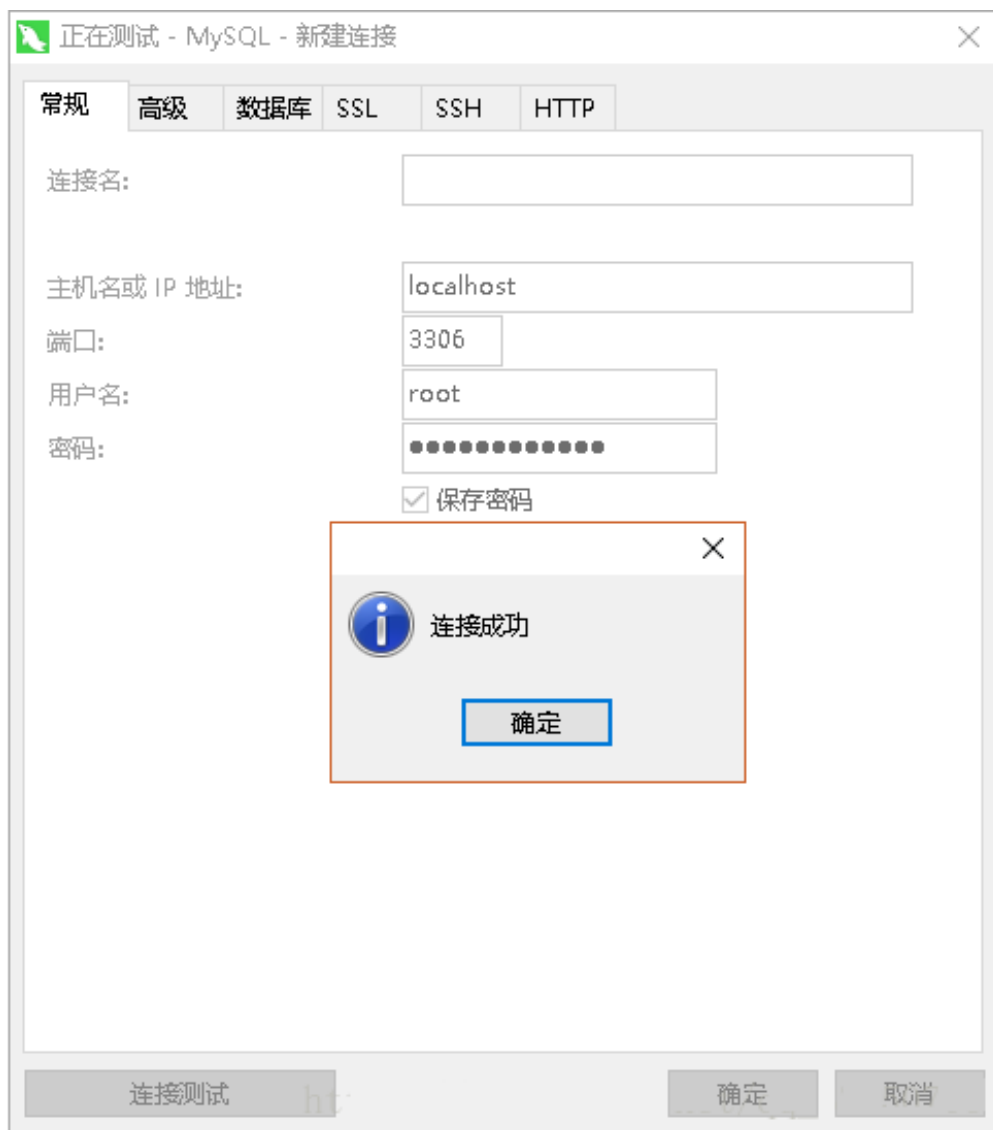 正在测试 - MySQL - 新建连接
常规 高级 数据库 SSL SSH HTTP
连接名:
主机名或 IP 地址: localhost
端口: 3306
用户名: root
密码: ●●●●●●●●●●●●
保存密码
连接成功
确定
连接测试 确定 取消